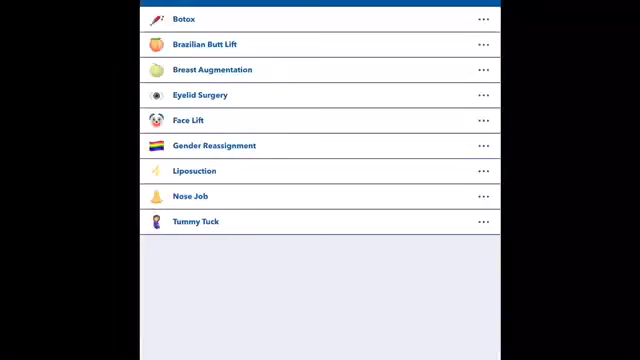 Botox
Brazilian Butt Lift
Breast Augmentation
Eyelid Surgery
Face Lift
Gender Reassignment
Liposuction
Nose Job
Tummy Tuck